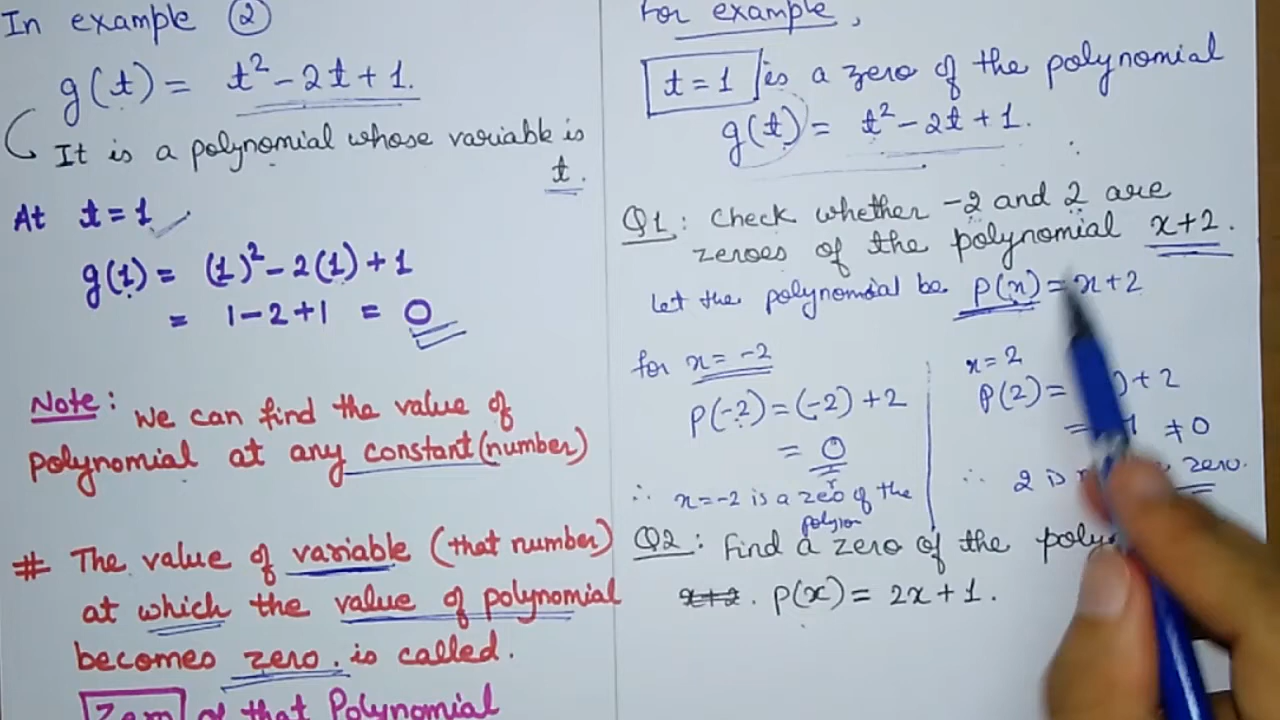 In example ②
g(t) = t² - 2t + 1.
It is a polynomial whose variable is
t.
At t = 1
g(1) = (1)² - 2(1) + 1
= 1 - 2 + 1 = 0
Note: We can find the value of
polynomial at any constant (number)
# The value of variable (that number)
at which the value of polynomial
becomes zero. is called.
Zero of that Polynomial
For example,
t = 1 is a zero of the polynomial
g(t) = t² - 2t + 1.
Q1: Check whether -2 and 2 are
zeroes of the polynomial x + 2.
Let the polynomial be P(x) = x + 2
for x = -2
P(-2) = (-2) + 2
= 0
∴ x = -2 is a zero of the
x = 2
P(2) = + 2
= ≠ 0
∴ 2 is zero.
Q2: Find a zero of the
P(x) = 2x + 1.